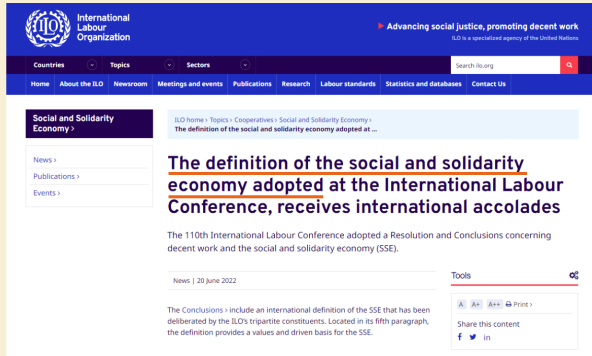 International
Labour
Organization
Advancing social justice, promoting decent work
ILO is a specialized agency of the United Nations
Countries
Topics
Sectors
Search ilo.org
Home
About the ILO
Newsroom
Meetings and events
Publications
Research
Labour standards
Statistics and databases
Contact Us
Social and Solidarity
Economy >
ILO home > Topics > Cooperatives > Social and Solidarity Economy >
The definition of the social and solidarity economy adopted at ...
News >
Publications >
Events >
The definition of the social and solidarity
economy adopted at the International Labour
Conference, receives international accolades
The 110th International Labour Conference adopted a Resolution and Conclusions concerning
decent work and the social and solidarity economy (SSE).
News | 20 June 2022
The Conclusions > include an international definition of the SSE that has been
deliberated by the ILO's tripartite constituents. Located in its fifth paragraph,
the definition provides a values and driven basis for the SSE.
Tools
A A+ A++ Print >
Share this content